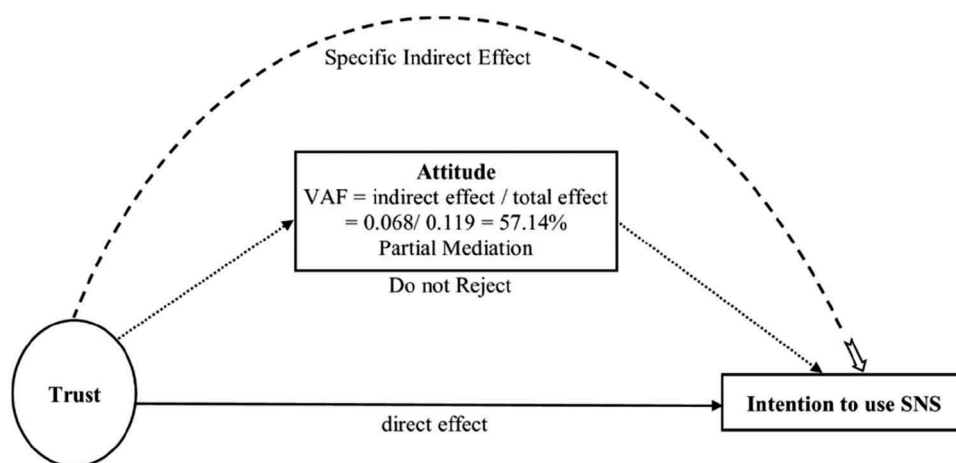 Specific Indirect Effect
Attitude
VAF = indirect effect / total effect
= 0.068/ 0.119 = 57.14%
Partial Mediation
Do not Reject
Trust
Intention to use SNS
direct effect